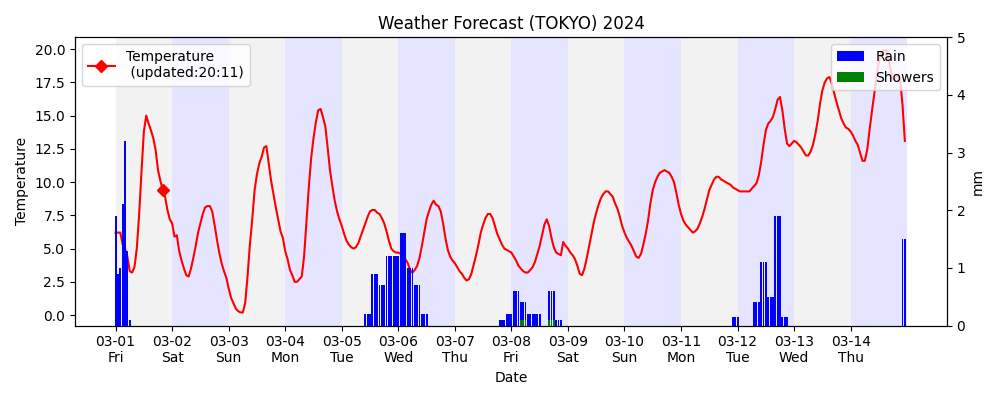 Weather Forecast (TOKYO) 2024
Temperature
(updated:20:11)
Rain
Showers
Temperature
20.0
17.5
15.0
12.5
10.0
7.5
5.0
2.5
0.0
5
4
3
2
1
0
mm
03-01 03-02 03-03 03-04 03-05 03-06 03-07 03-08 03-09 03-10 03-11 03-12 03-13 03-14
Fri Sat Sun Mon Tue Wed Thu Fri Sat Sun Mon Tue Wed Thu
Date